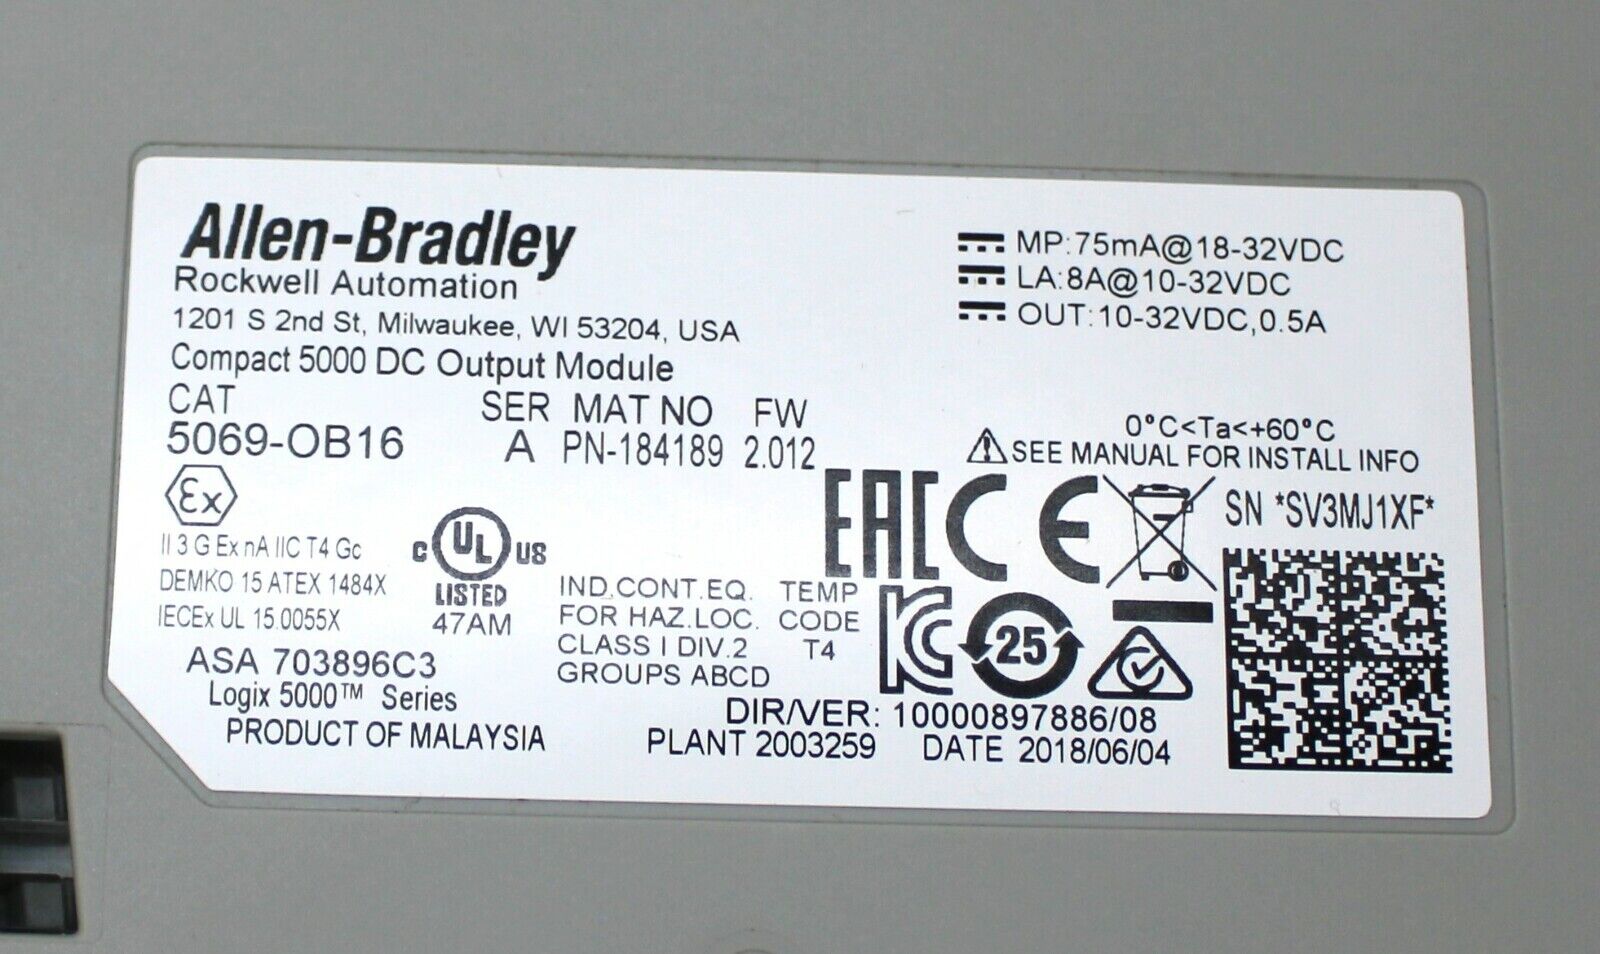 Allen-Bradley
Rockwell Automation
1201 S 2nd St, Milwaukee, WI 53204, USA
Compact 5000 DC Output Module
CAT SER MAT NO FW
5069-OB16 A PN-184189 2.012
MP:75mA@18-32VDC
LA:8A@10-32VDC
OUT:10-32VDC,0.5A
0°C<Ta<+60°C
SEE MANUAL FOR INSTALL INFO
SN *SV3MJ1XF*
Ex
II 3 G Ex nA IIC T4 Gc
DEMKO 15 ATEX 1484X
IECEx UL 15.0055X
C UL US
LISTED
47AM
IND.CONT.EQ.
FOR HAZ.LOC.
CLASS I DIV.2
GROUPS ABCD
TEMP
CODE
T4
EAC CE
KC 25
ASA 703896C3
Logix 5000™ Series
PRODUCT OF MALAYSIA
DIR/VER: 10000897886/08
PLANT 2003259 DATE 2018/06/04